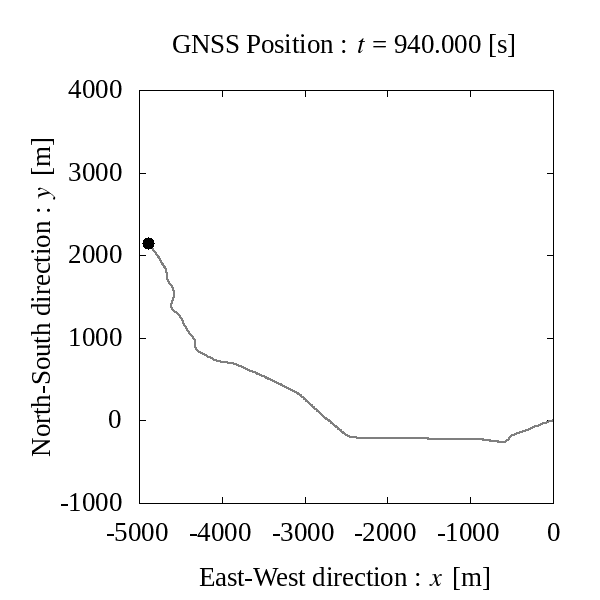 GNSS Position : t = 940.000 [s]
4000
3000
2000
1000
0
-1000
-5000 -4000 -3000 -2000 -1000 0
East-West direction : x [m]
North-South direction : y [m]